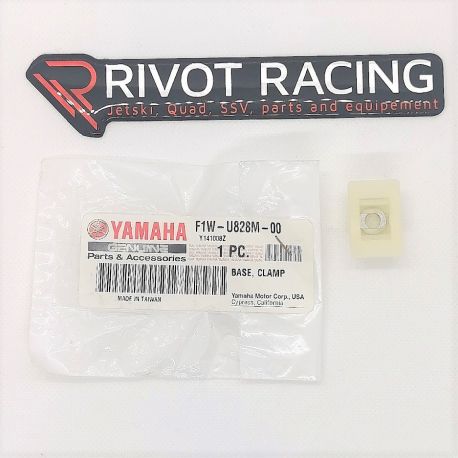 RIVOT RACING
Jetski, Quad, SSV, parts and equipement
YAMAHA
GENUINE
Parts & Accessories
MADE IN TAIWAN
F1W-U828M-00
Y141008Z
1 PC.
BASE, CLAMP
Yamaha Motor Corp., USA
Cypress, California